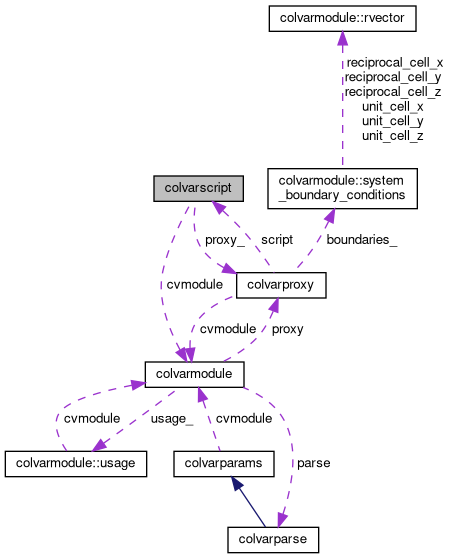 colvarmodule::rvector
reciprocal_cell_x
reciprocal_cell_y
reciprocal_cell_z
unit_cell_x
unit_cell_y
unit_cell_z
colvarscript
colvarmodule::system
_boundary_conditions
proxy_
script
boundaries_
cvmodule
colvarproxy
cvmodule
proxy
colvarmodule
cvmodule
usage_
cvmodule
parse
colvarmodule::usage
colvarparams
colvarparse